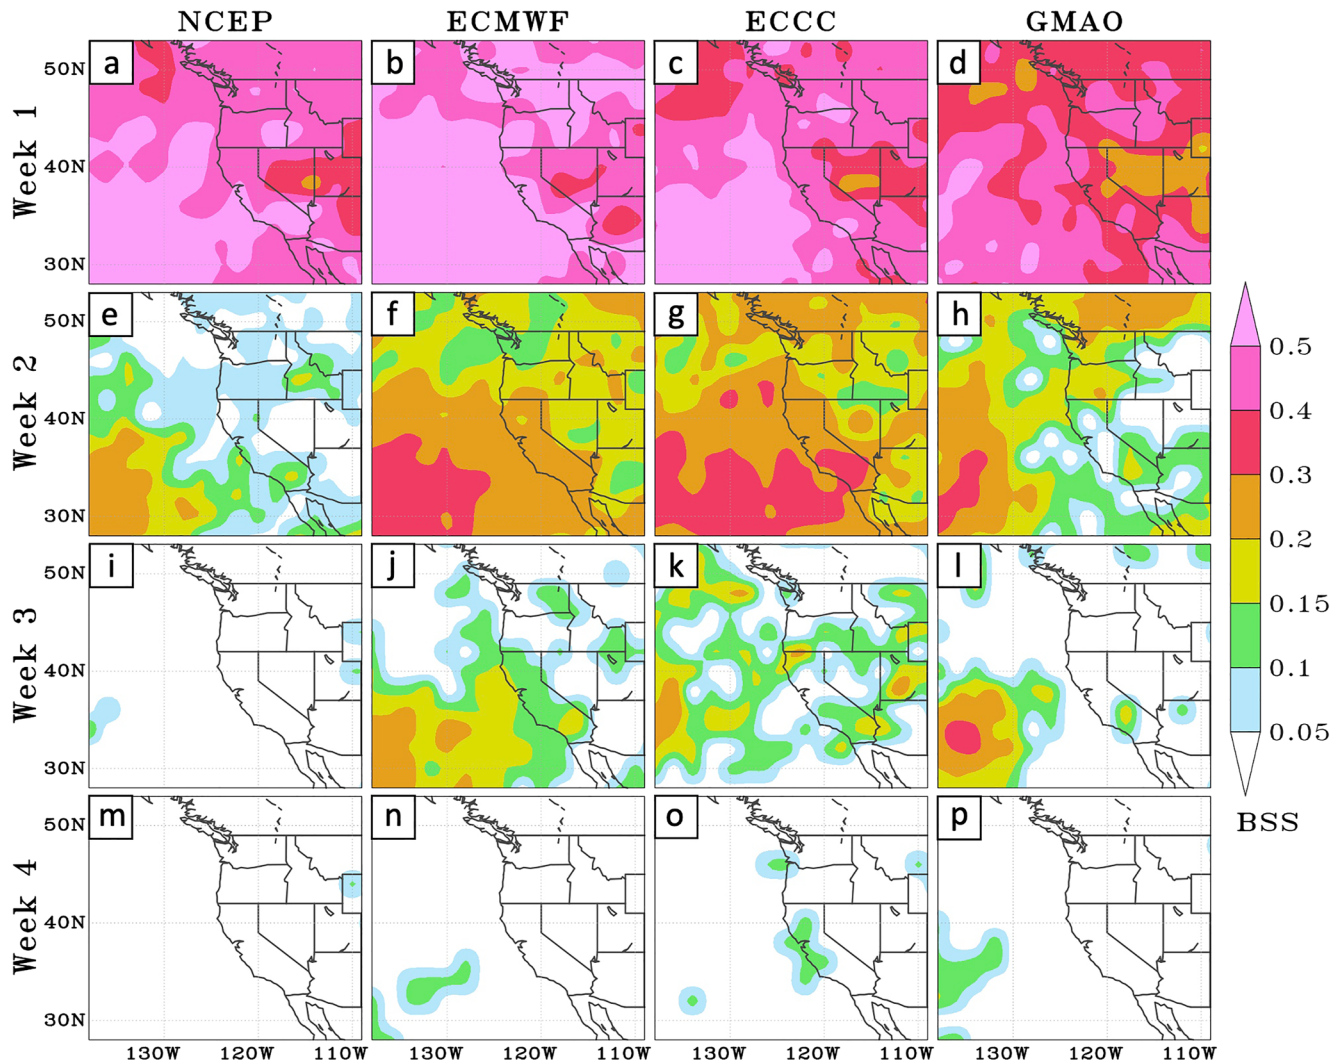 NCEP ECMWF ECCC GMAO
Week 1
50N
40N
30N
a b c d
Week 2
50N
40N
30N
e f g h
Week 3
50N
40N
30N
i j k l
Week 4
50N
40N
30N
m n o p
130W 120W 110W 130W 120W 110W 130W 120W 110W 130W 120W 110W
0.5
0.4
0.3
0.2
0.15
0.1
0.05
BSS